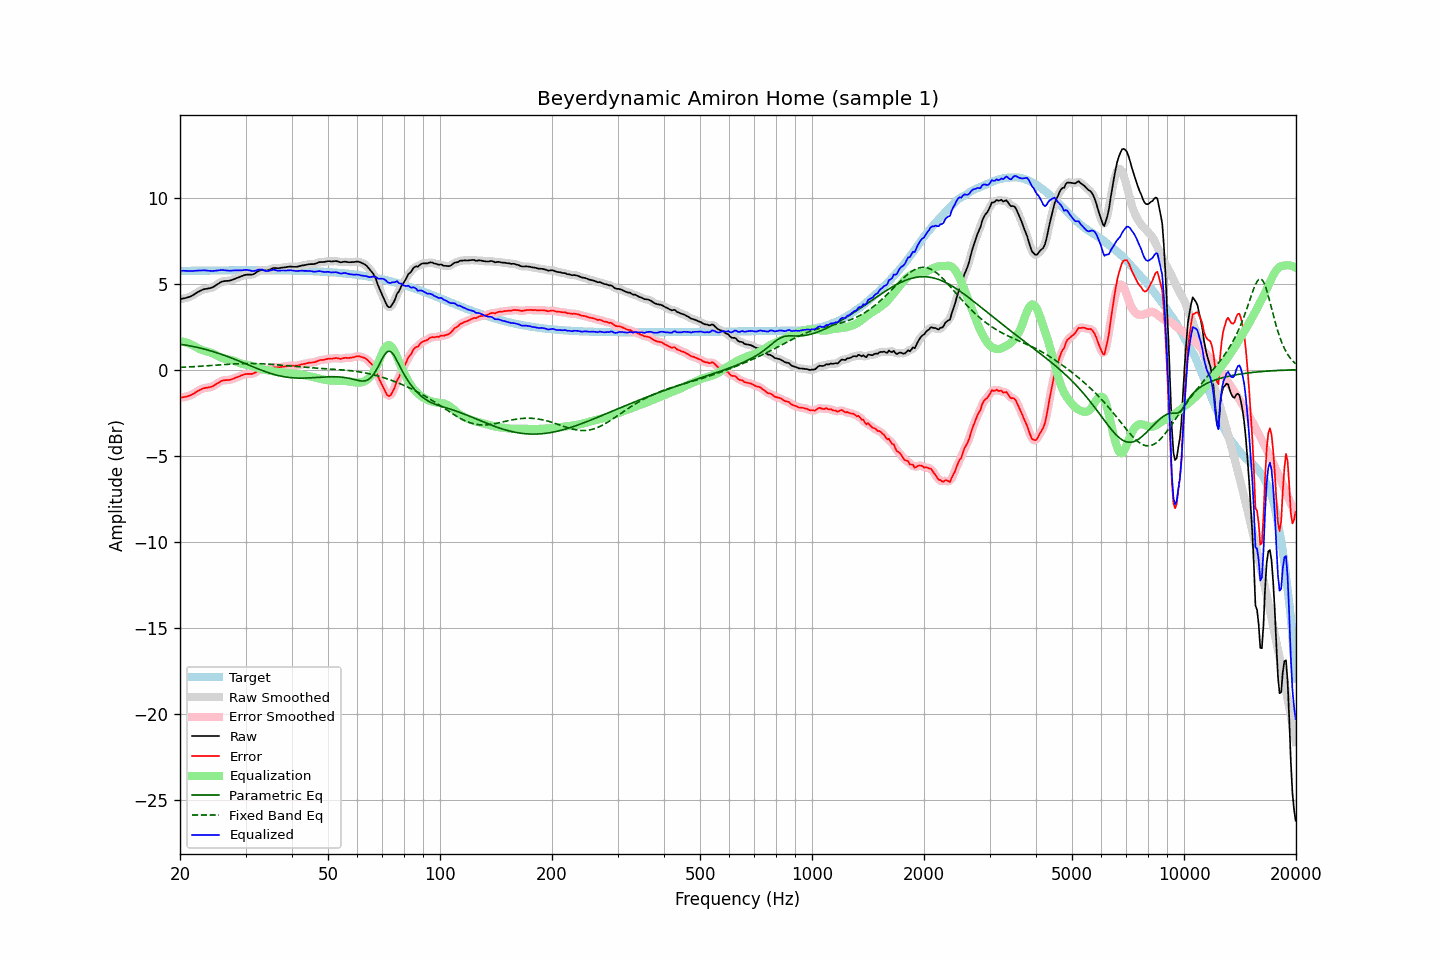 Beyerdynamic Amiron Home (sample 1)
Amplitude (dBr)
10
5
0
−5
−10
−15
−20
−25
Target
Raw Smoothed
Error Smoothed
Raw
Error
Equalization
Parametric Eq
Fixed Band Eq
Equalized
20
50
100
200
500
1000
2000
5000
10000
20000
Frequency (Hz)